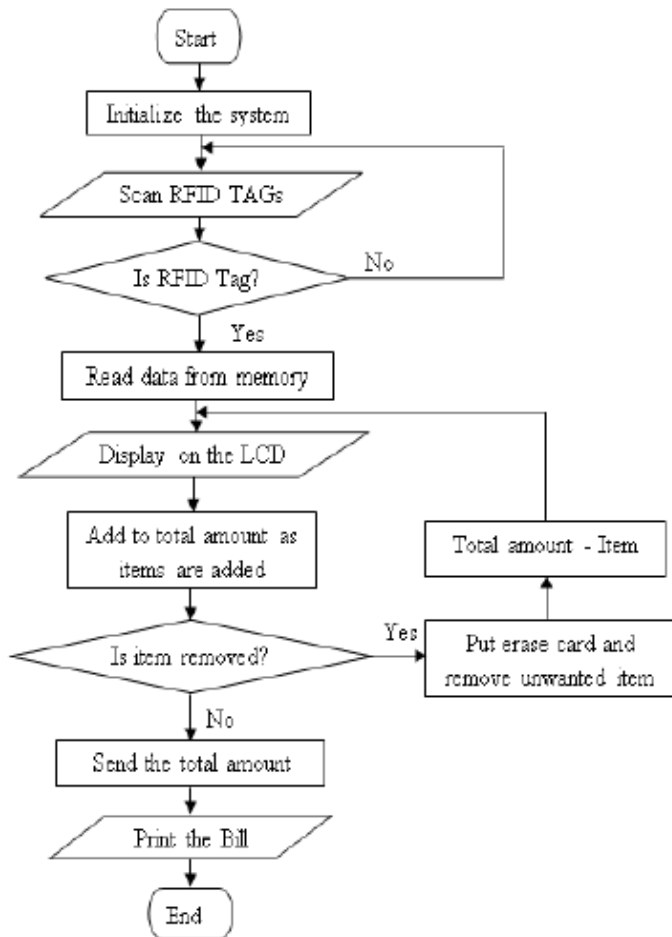 Start
Initialize the system
Scan RFID TAGs
Is RFID Tag?
No
Yes
Read data from memory
Display on the LCD
Add to total amount as
items are added
Total amount - Item
Is item removed?
Yes
Put erase card and
remove unwanted item
No
Send the total amount
Print the Bill
End